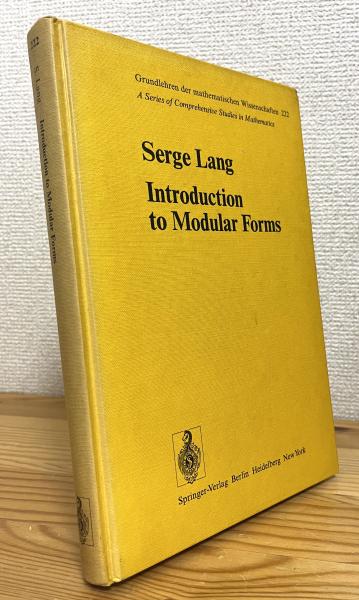 Grundlehren der mathematischen Wissenschaften 222
A Series of Comprehensive Studies in Mathematics
Serge Lang
Introduction
to Modular Forms
Springer-Verlag Berlin Heidelberg New York
222
S. Lang
Introduction to Modular Forms